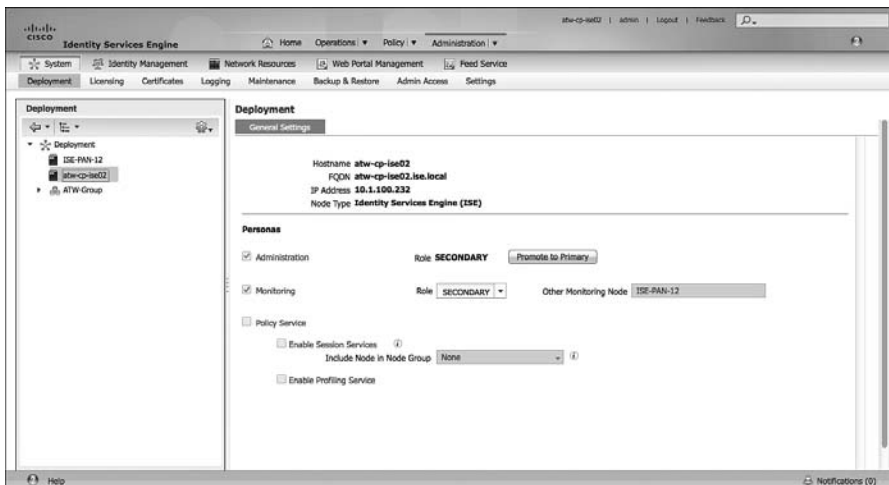 atw-cp-ise02 | admin | Logout | Feedback
CISCO
Identity Services Engine
Home Operations Policy Administration
System Identity Management Network Resources Web Portal Management Feed Service
Deployment Licensing Certificates Logging Maintenance Backup & Restore Admin Access Settings
Deployment
Deployment
ISE-PAN-12
atw-cp-ise02
ATW-Group
Deployment
General Settings
Hostname atw-cp-ise02
FQDN atw-cp-ise02.ise.local
IP Address 10.1.100.232
Node Type Identity Services Engine (ISE)
Personas
Administration Role SECONDARY Promote to Primary
Monitoring Role SECONDARY Other Monitoring Node ISE-PAN-12
Policy Service
Enable Session Services
Include Node in Node Group None
Enable Profiling Service
Help Notifications (0)